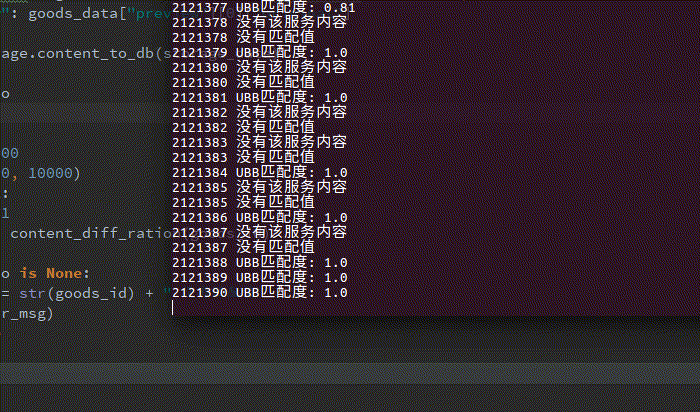 ": goods_data["prev
age.content_to_db(s
o
00
0, 10000)
:
1
content_diff_ratio
o is None:
= str(goods_id) + "
r_msg)
2121377 UBB匹配度: 0.81
2121378 没有该服务内容
2121378 没有匹配值
2121379 UBB匹配度: 1.0
2121380 没有该服务内容
2121380 没有匹配值
2121381 UBB匹配度: 1.0
2121382 没有该服务内容
2121382 没有匹配值
2121383 没有该服务内容
2121383 没有匹配值
2121384 UBB匹配度: 1.0
2121385 没有该服务内容
2121385 没有匹配值
2121386 UBB匹配度: 1.0
2121387 没有该服务内容
2121387 没有匹配值
2121388 UBB匹配度: 1.0
2121389 UBB匹配度: 1.0
2121390 UBB匹配度: 1.0